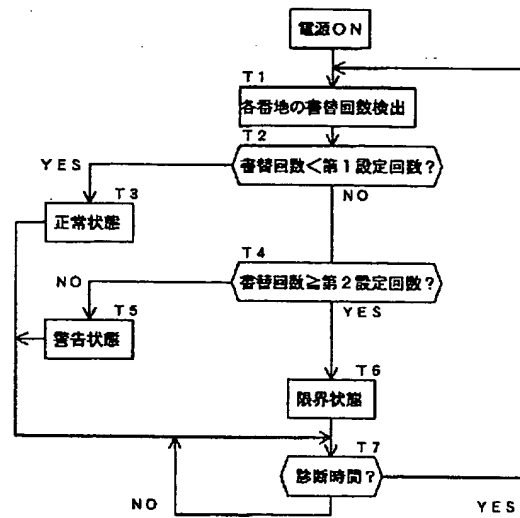 電源ON
T1
各番地の書替回数検出
T2
書替回数<第1設定回数?
YES
NO
T3
正常状態
T4
書替回数≧第2設定回数?
NO
YES
T5
警告状態
T6
限界状態
T7
診断時間?
NO
YES